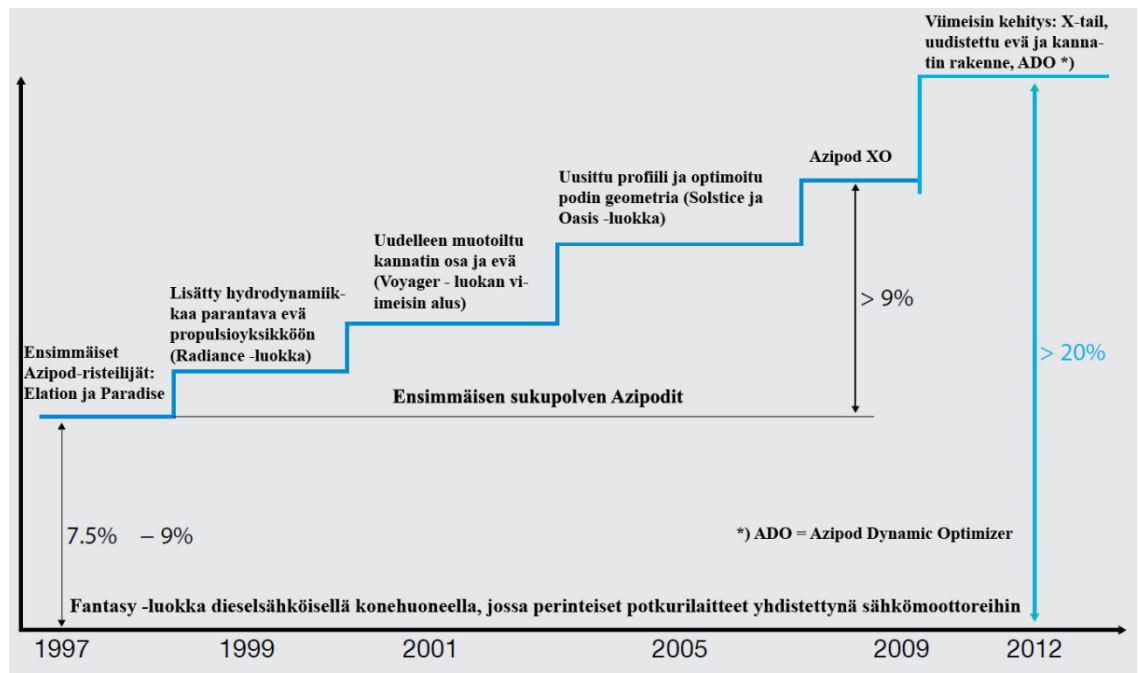 Viimeisin kehitys: X-tail,
uudistettu evä ja kanna-
tin rakenne, ADO *)
Azipod XO
Uusittu profiili ja optimoitu
podin geometria (Solstice ja
Oasis -luokka)
Uudelleen muotoiltu
kannatin osa ja evä
(Voyager - luokan vi-
imeisin alus)
Lisätty hydrodynamiik-
kaa parantava evä
propulsioyksikköön
(Radiance -luokka)
Ensimmäiset
Azipod-risteilijät:
Elation ja Paradise
> 9%
> 20%
Ensimmäisen sukupolven Azipodit
7.5% – 9%
*) ADO = Azipod Dynamic Optimizer
Fantasy -luokka dieselsähköisellä konehuoneella, jossa perinteiset potkurilaitteet yhdistettynä sähkömoottoreihin
1997 1999 2001 2005 2009 2012